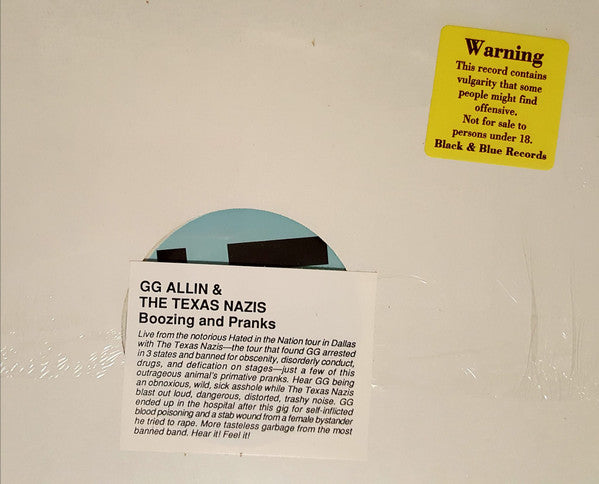 Warning
This record contains
vulgarity that some
people might find
offensive.
Not for sale to
persons under 18.
Black & Blue Records
GG ALLIN &
THE TEXAS NAZIS
Boozing and Pranks
Live from the notorious Hated in the Nation tour in Dallas
with The Texas Nazis—the tour that found GG arrested
in 3 states and banned for obscenity, disorderly conduct,
drugs, and defication on stages—just a few of this
outrageous animal's primative pranks. Hear GG being
an obnoxious, wild, sick asshole while The Texas Nazis
blast out loud, dangerous, distorted, trashy noise. GG
ended up in the hospital after this gig for self-inflicted
blood poisoning and a stab wound from a female bystander
he tried to rape. More tasteless garbage from the most
banned band. Hear it! Feel it!